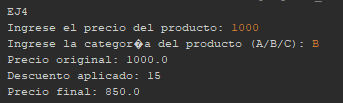 EJ4
Ingrese el precio del producto: 1000
Ingrese la categor�a del producto (A/B/C): B
Precio original: 1000.0
Descuento aplicado: 15
Precio final: 850.0